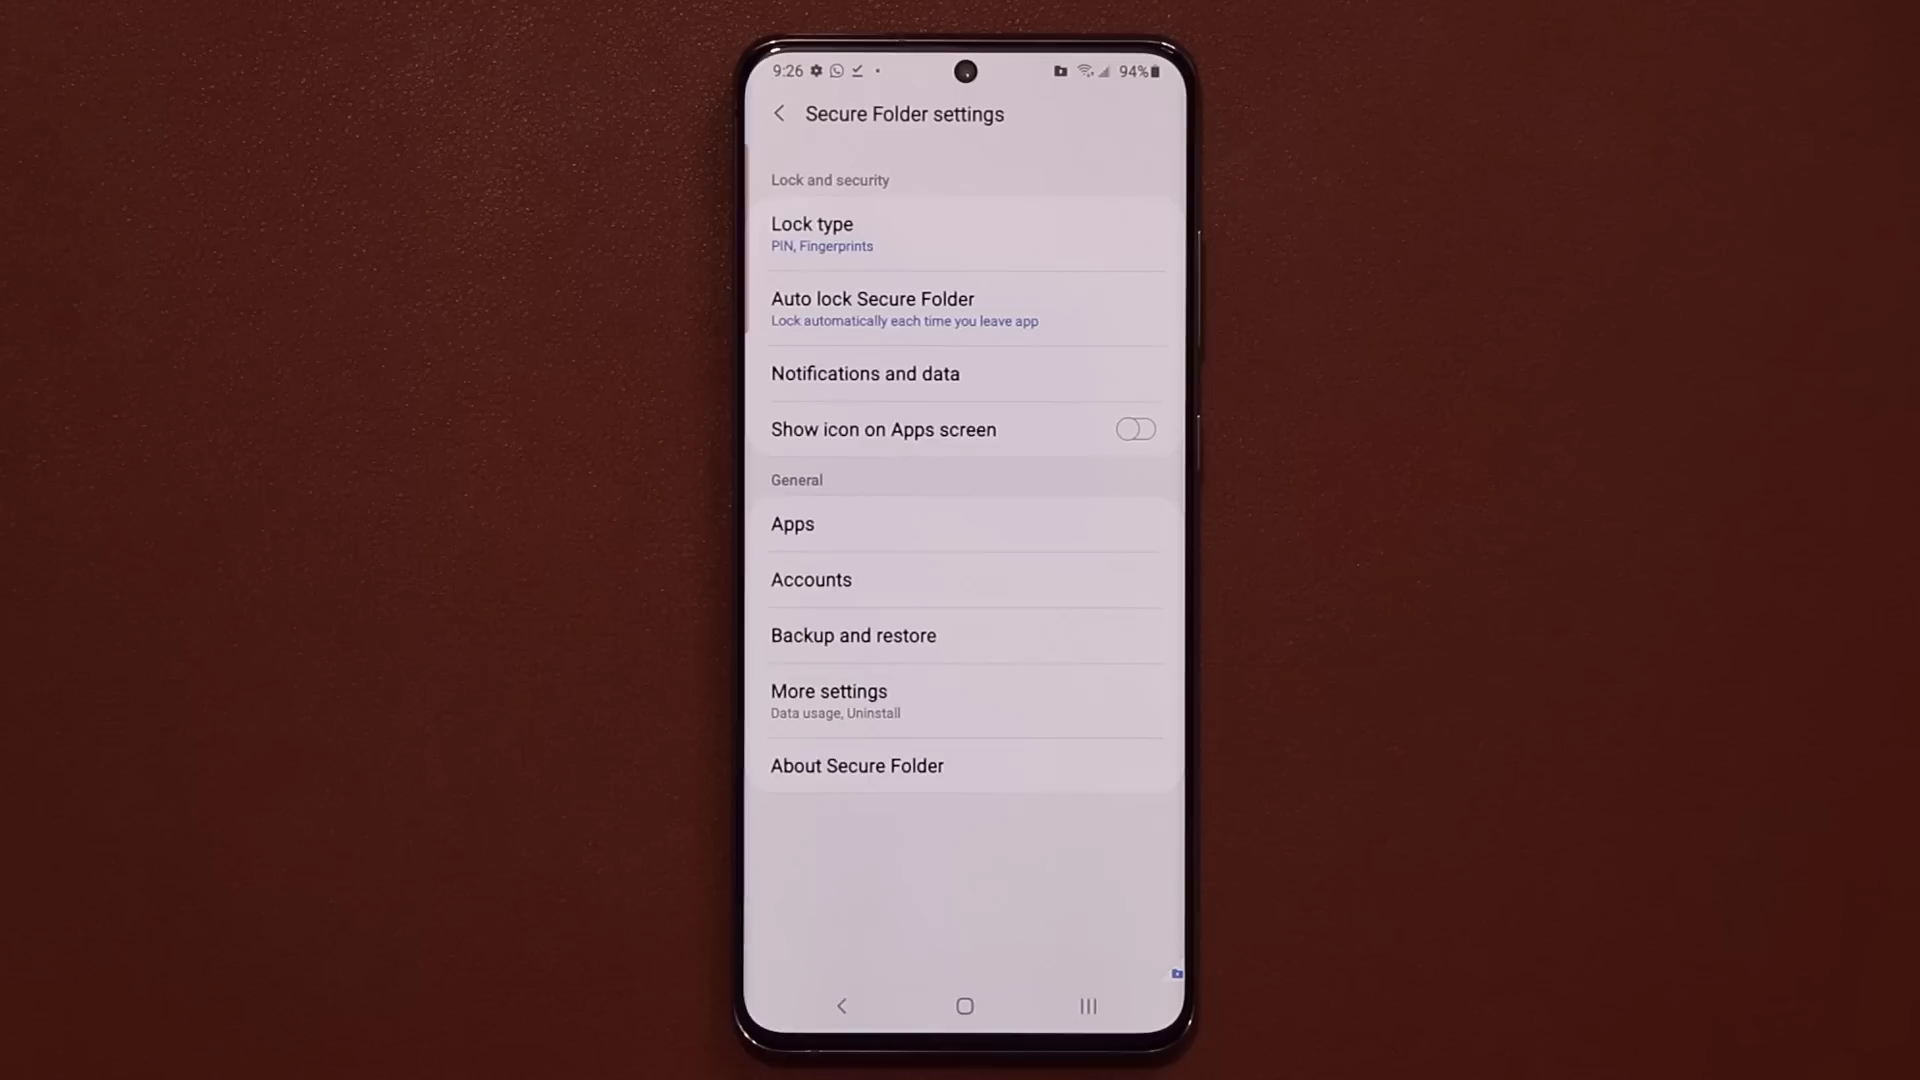 9:26 94%
Secure Folder settings
Lock and security
Lock type
PIN, Fingerprints
Auto lock Secure Folder
Lock automatically each time you leave app
Notifications and data
Show icon on Apps screen
General
Apps
Accounts
Backup and restore
More settings
Data usage, Uninstall
About Secure Folder